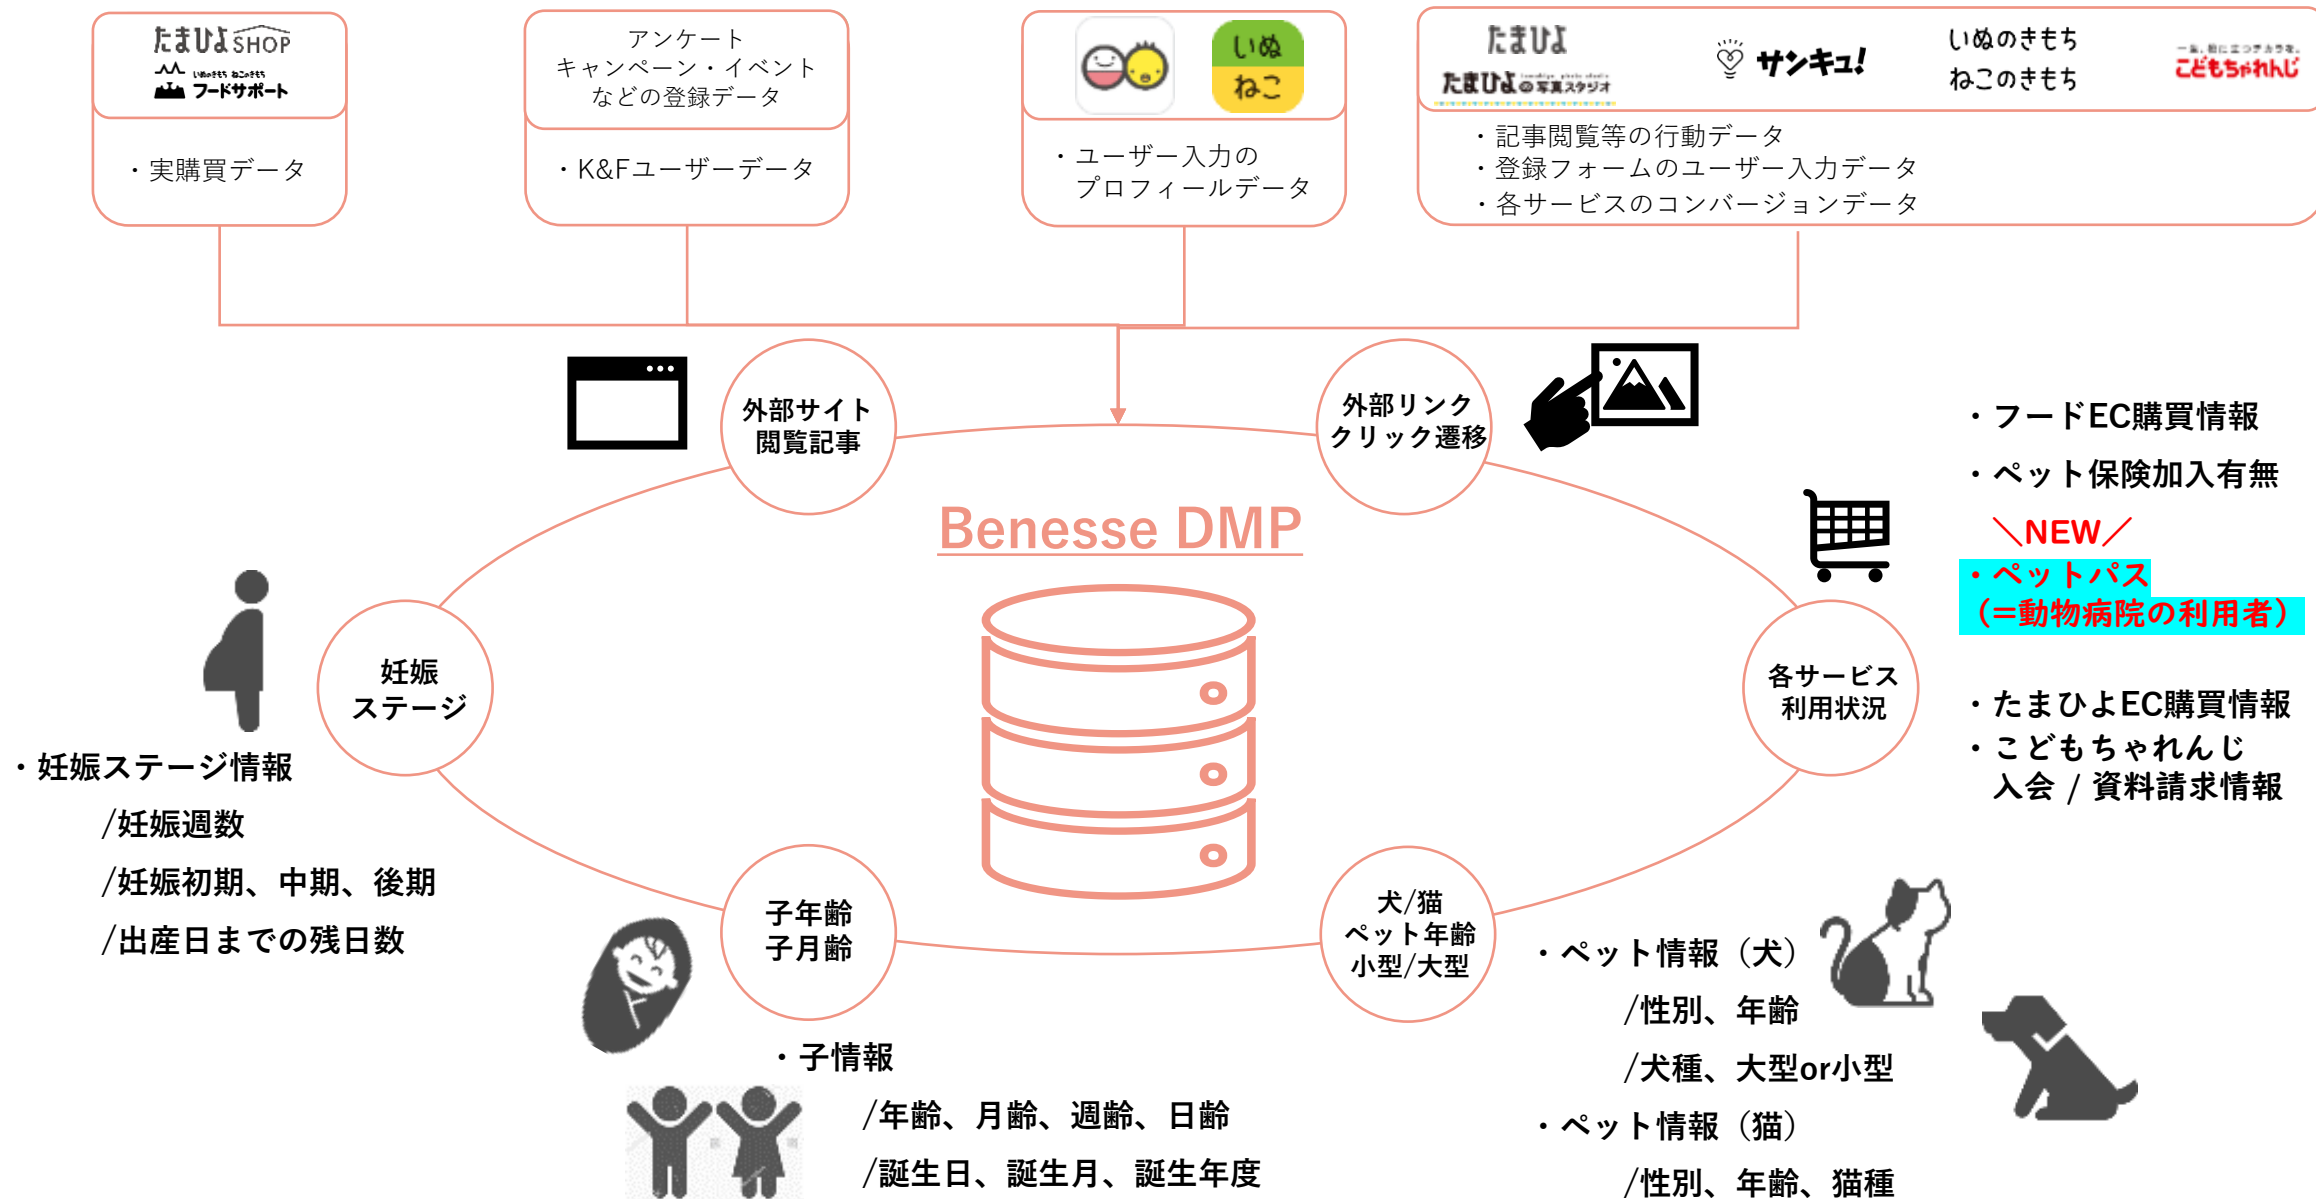 たまひよSHOP
いぬのきもち ねこのきもち
フードサポート
・実購買データ
アンケート
キャンペーン・イベント
などの登録データ
・K&Fユーザーデータ
いぬ
ねこ
・ユーザー入力の
プロフィールデータ
たまひよ
たまひよの写真スタジオ
サンキュ!
いぬのきもち
ねこのきもち
こどもちゃれんじ
・記事閲覧等の行動データ
・登録フォームのユーザー入力データ
・各サービスのコンバージョンデータ
外部サイト
閲覧記事
外部リンク
クリック遷移
Benesse DMP
・フードEC購買情報
・ペット保険加入有無
＼NEW／
・ペットパス
（=動物病院の利用者）
各サービス
利用状況
・たまひよEC購買情報
・こどもちゃれんじ
入会 / 資料請求情報
妊娠
ステージ
・妊娠ステージ情報
/妊娠週数
/妊娠初期、中期、後期
/出産日までの残日数
子年齢
子月齢
・子情報
/年齢、月齢、週齢、日齢
/誕生日、誕生月、誕生年度
犬/猫
ペット年齢
小型/大型
・ペット情報（犬）
/性別、年齢
/犬種、大型or小型
・ペット情報（猫）
/性別、年齢、猫種